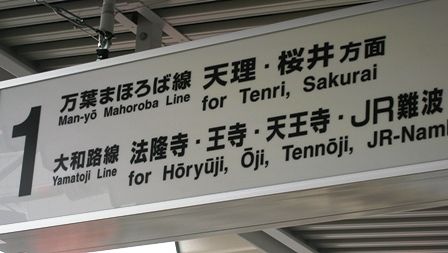 1
万葉まほろば線 天理・桜井方面
Man-yō Mahoroba Line for Tenri, Sakurai
大和路線 法隆寺・王寺・天王寺・JR難波
Yamatoji Line for Hōryūji, Ōji, Tennōji, JR-Nam